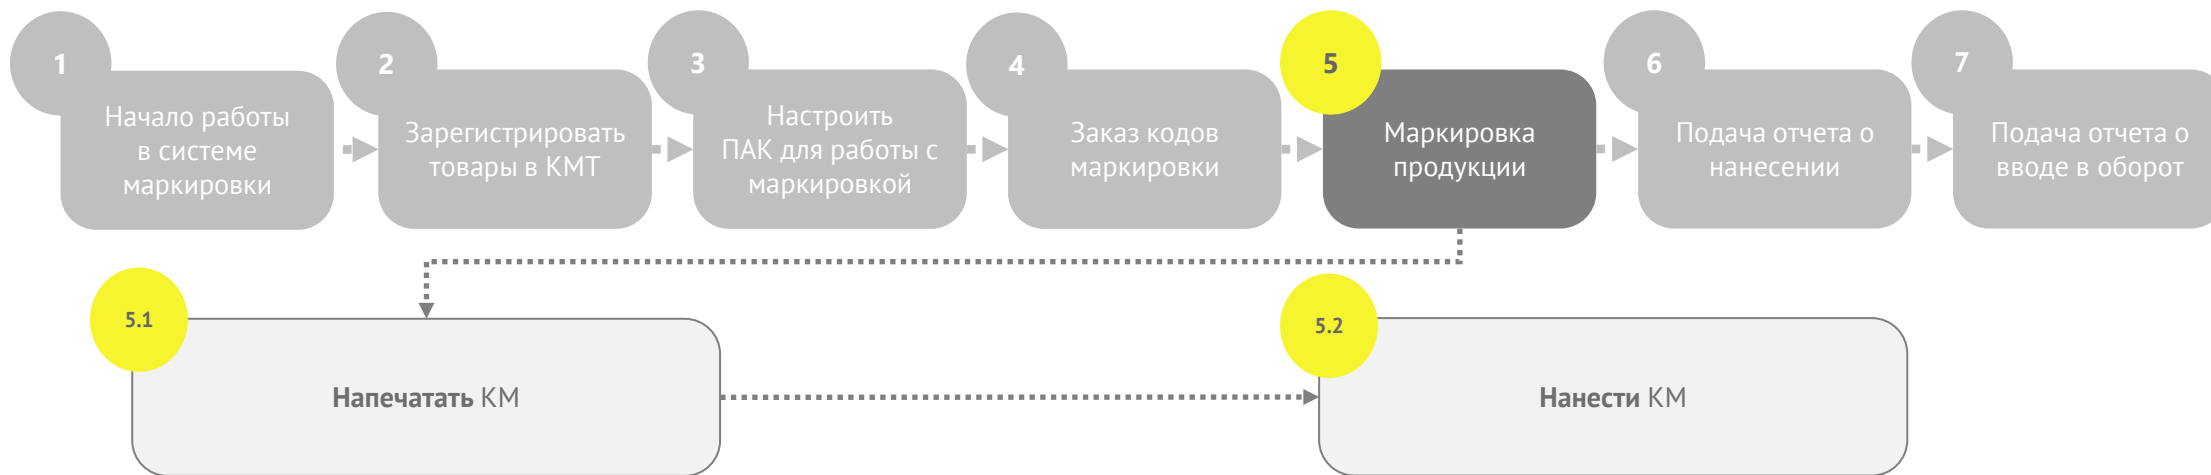 1
Начало работы
в системе
маркировки
2
Зарегистрировать
товары в КМТ
3
Настроить
ПАК для работы с
маркировкой
4
Заказ кодов
маркировки
5
Маркировка
продукции
6
Подача отчета о
нанесении
7
Подача отчета о
вводе в оборот
5.1
Напечатать КМ
5.2
Нанести КМ